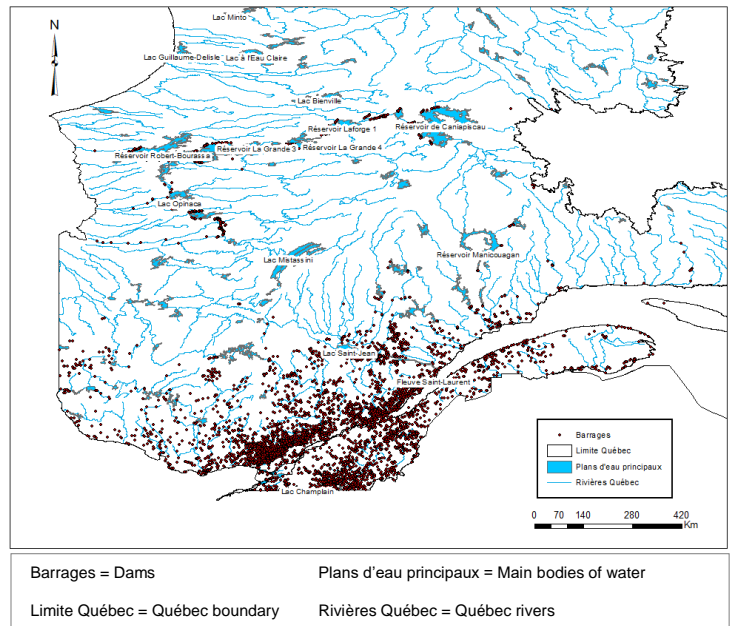 N
Lac Minto
Lac Guillaume-Delisle
Lac à l'Eau Claire
Lac Bienville
Réservoir Laforge 1
Réservoir de Caniapiscau
Réservoir Robert-Bourassa
Réservoir La Grande 3
Réservoir La Grande 4
Lac Opinaca
Lac Mistassini
Réservoir Manicouagan
Lac Saint-Jean
Fleuve Saint-Laurent
Lac Champlain
Barrages
Limite Québec
Plans d'eau principaux
Rivières Québec
0 70 140 280 420
Km
Barrages = Dams
Plans d'eau principaux = Main bodies of water
Limite Québec = Québec boundary
Rivières Québec = Québec rivers